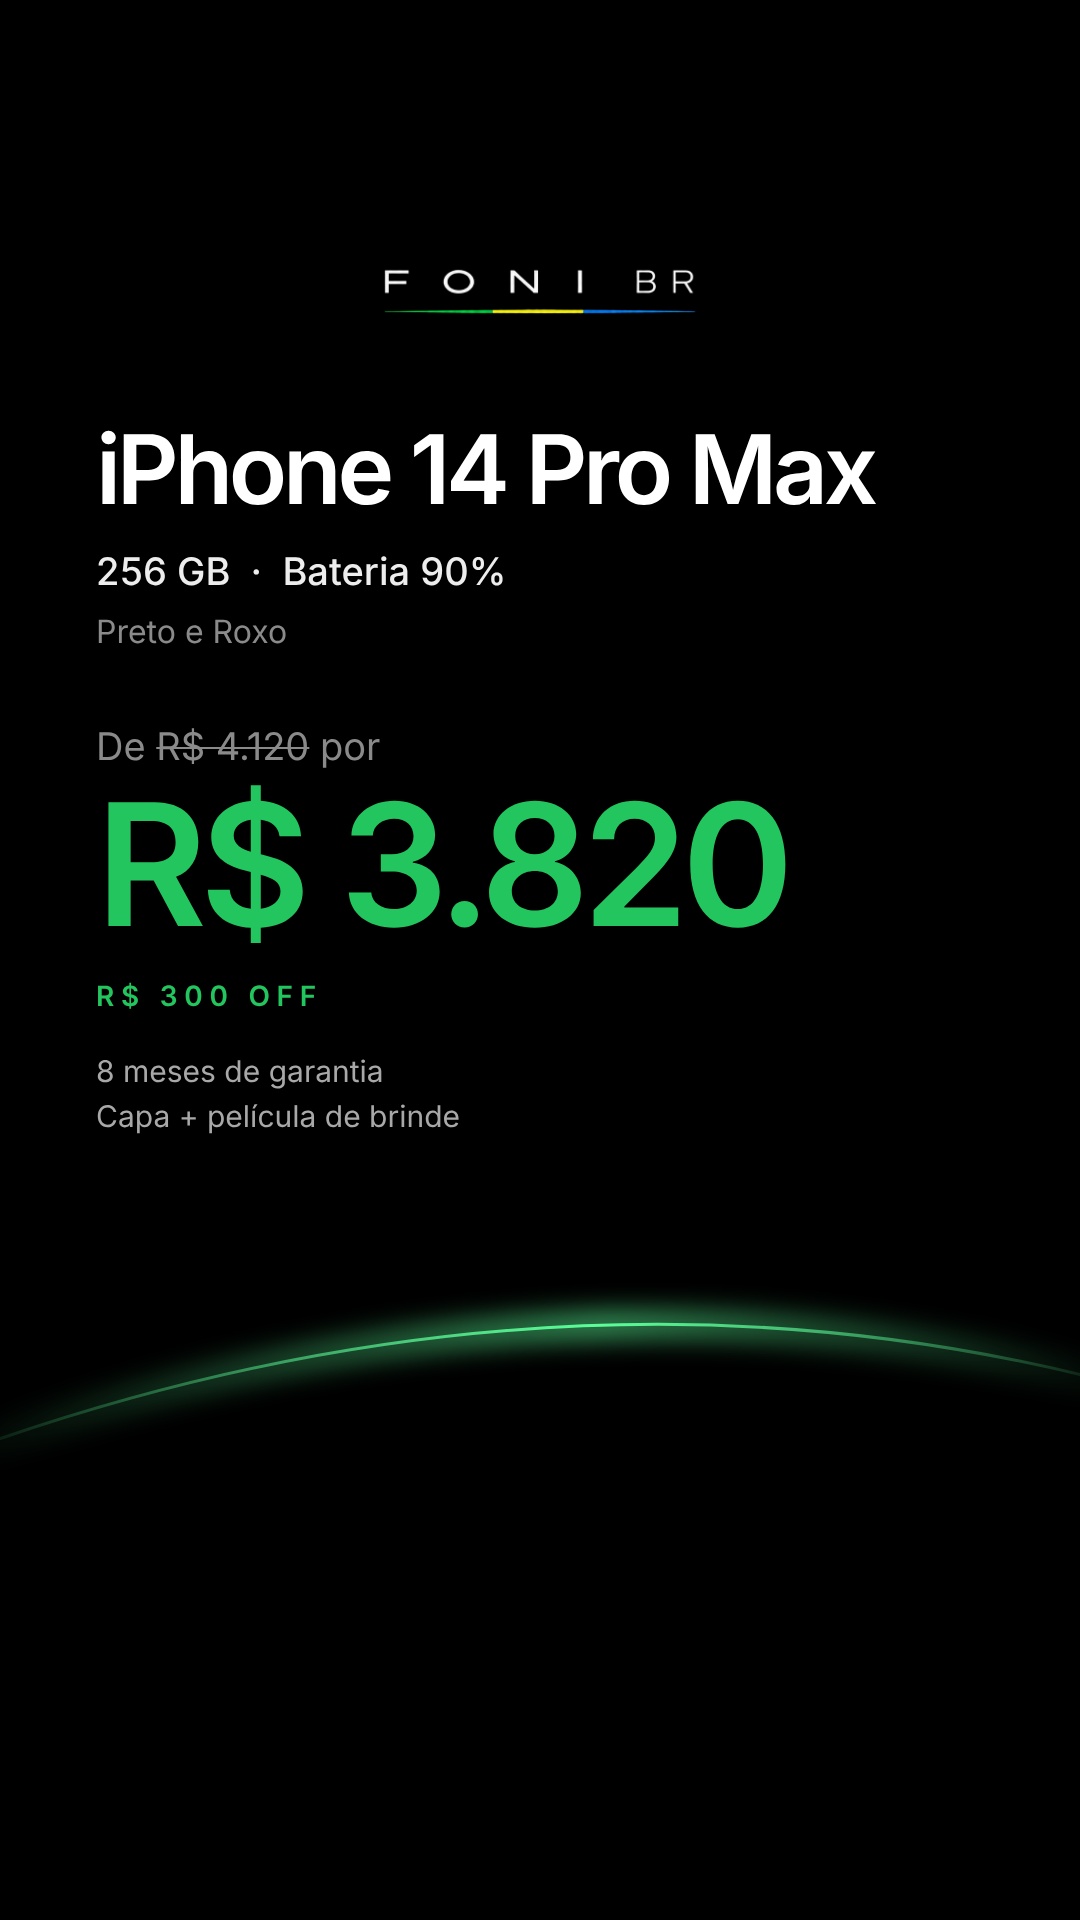 FONI BR
iPhone 14 Pro Max
256 GB · Bateria 90%
Preto e Roxo
De R$ 4.120 por
R$ 3.820
R$ 300 OFF
8 meses de garantia
Capa + película de brinde